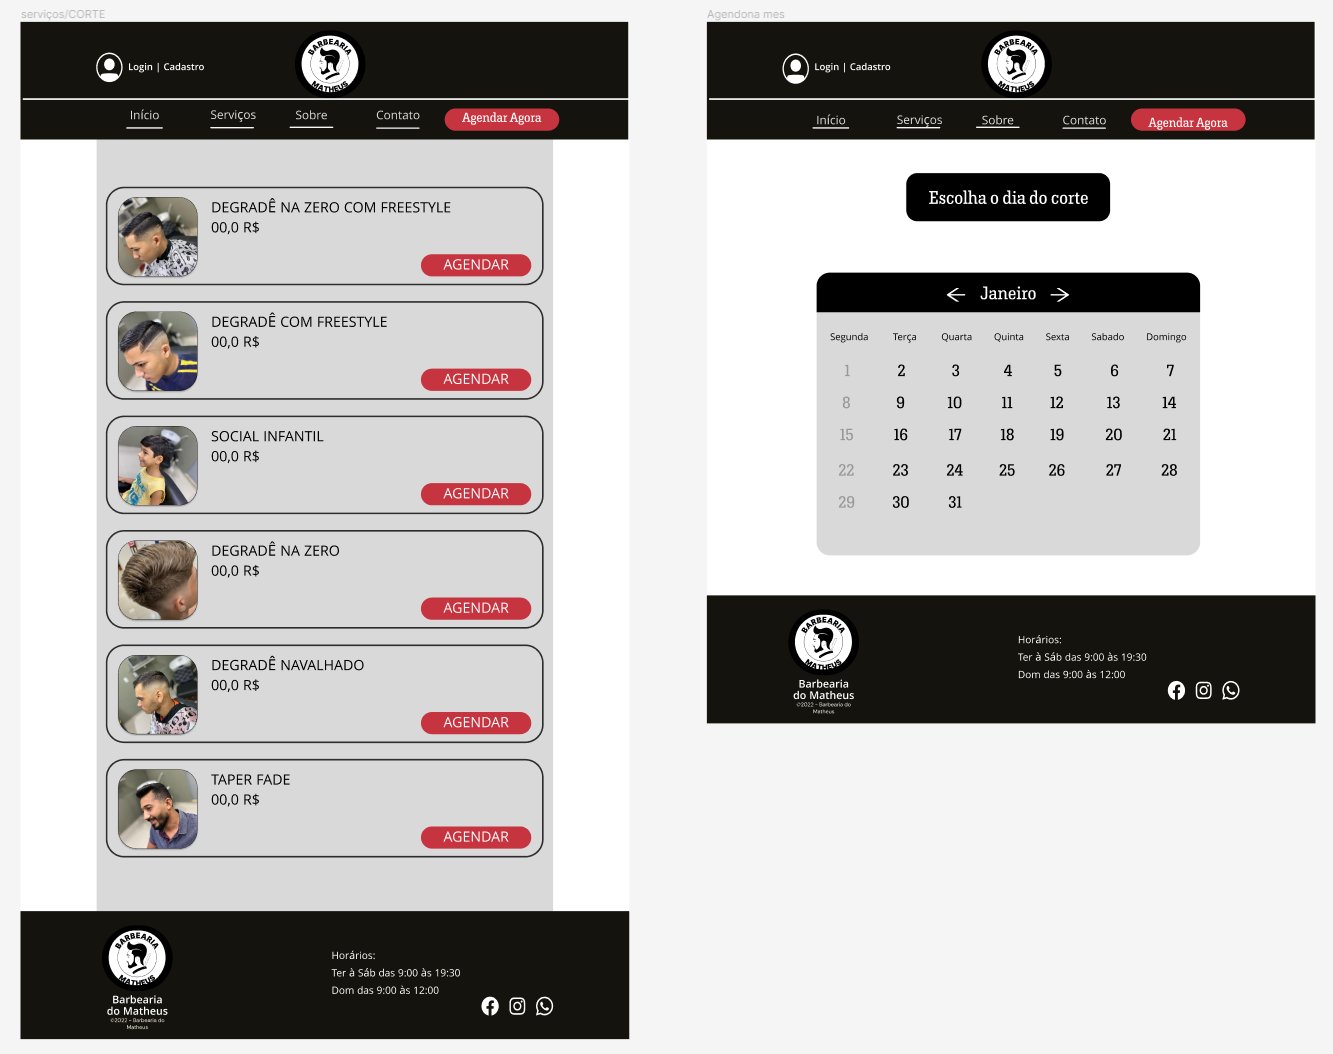 serviços/CORTE
Login | Cadastro
BARBEARIA
MATHEUS
Início
Serviços
Sobre
Contato
Agendar Agora
DEGRADÊ NA ZERO COM FREESTYLE
00,0 R$
AGENDAR
DEGRADÊ COM FREESTYLE
00,0 R$
AGENDAR
SOCIAL INFANTIL
00,0 R$
AGENDAR
DEGRADÊ NA ZERO
00,0 R$
AGENDAR
DEGRADÊ NAVALHADO
00,0 R$
AGENDAR
TAPER FADE
00,0 R$
AGENDAR
BARBEARIA
MATHEUS
Barbearia
do Matheus
©2022 – Barbearia do
Matheus
Horários:
Ter à Sáb das 9:00 às 19:30
Dom das 9:00 às 12:00
Agendona mes
Login | Cadastro
BARBEARIA
MATHEUS
Início
Serviços
Sobre
Contato
Agendar Agora
Escolha o dia do corte
Janeiro
Segunda Terça Quarta Quinta Sexta Sabado Domingo
1 2 3 4 5 6 7
8 9 10 11 12 13 14
15 16 17 18 19 20 21
22 23 24 25 26 27 28
29 30 31
BARBEARIA
MATHEUS
Barbearia
do Matheus
©2022 – Barbearia do
Matheus
Horários:
Ter à Sáb das 9:00 às 19:30
Dom das 9:00 às 12:00